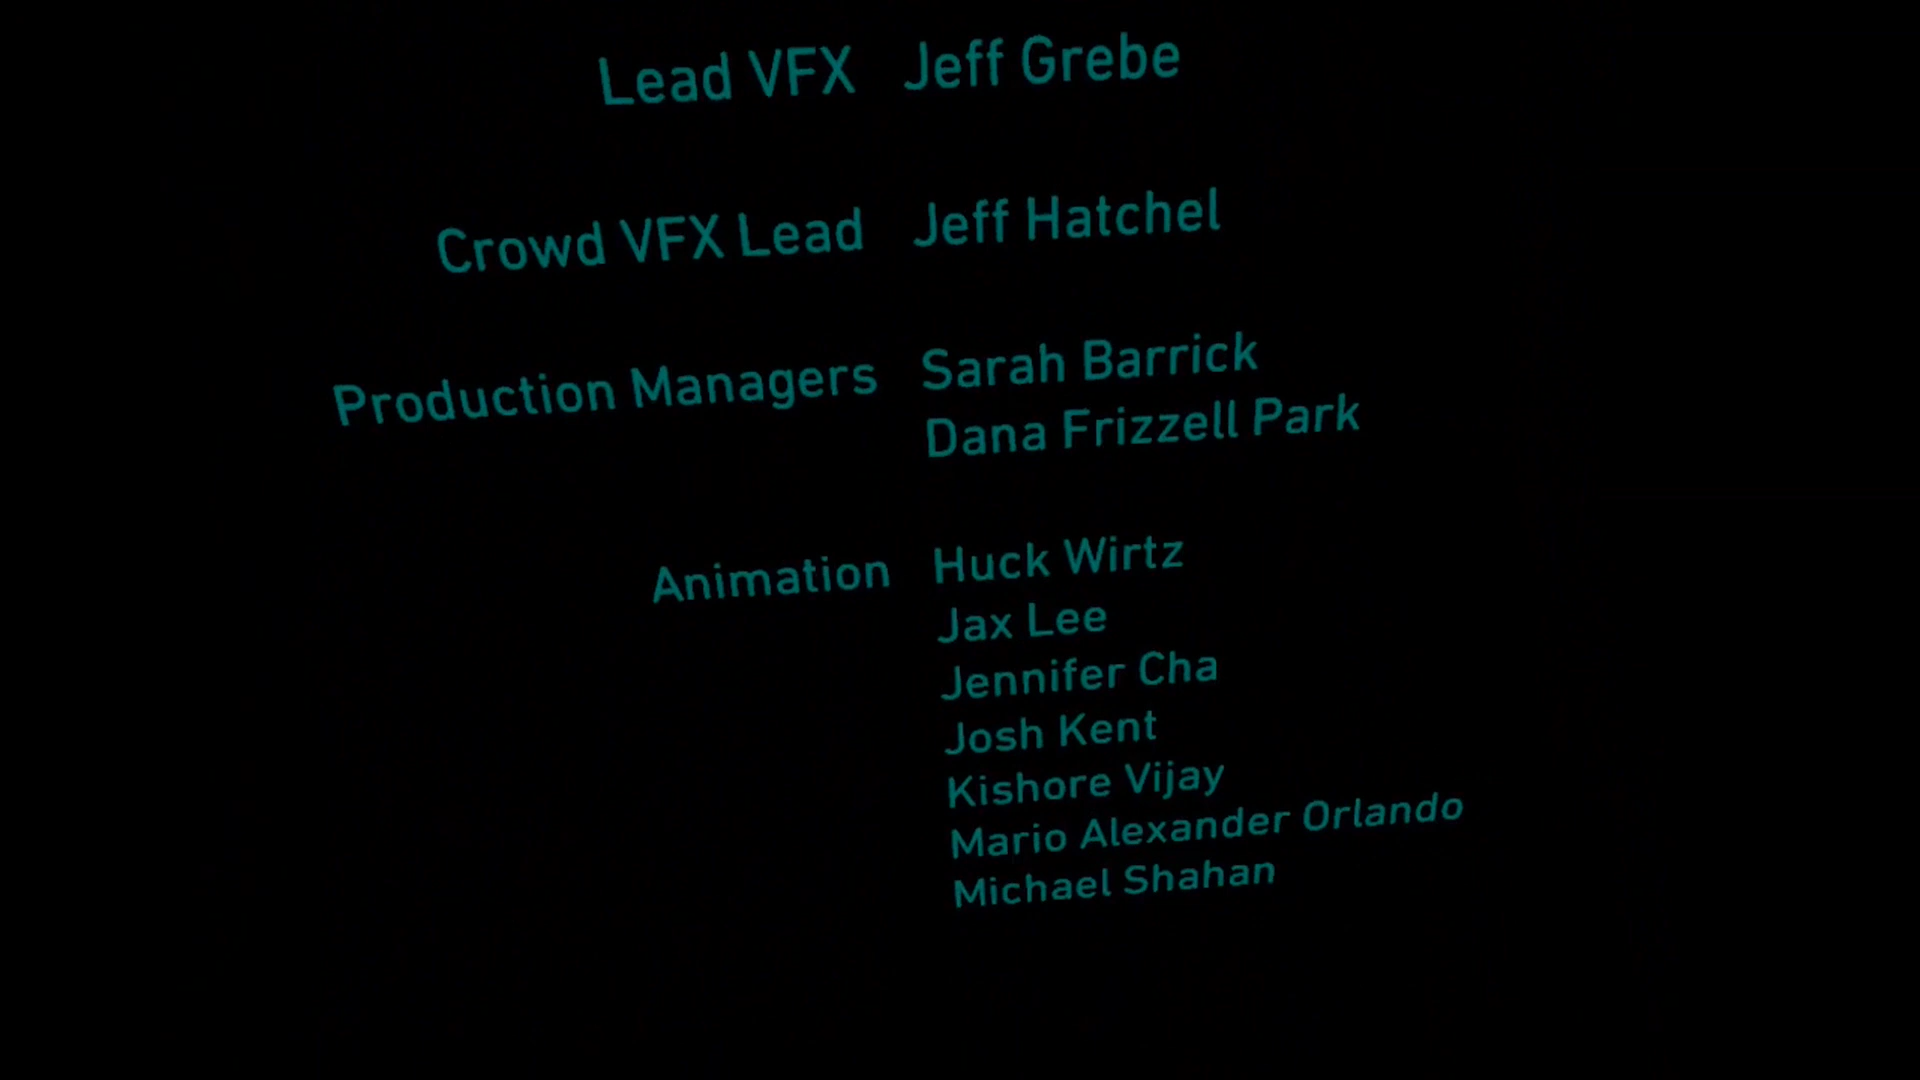 Lead VFX Jeff Grebe
Crowd VFX Lead Jeff Hatchel
Production Managers Sarah Barrick
Dana Frizzell Park
Animation Huck Wirtz
Jax Lee
Jennifer Cha
Josh Kent
Kishore Vijay
Mario Alexander Orlando
Michael Shahan